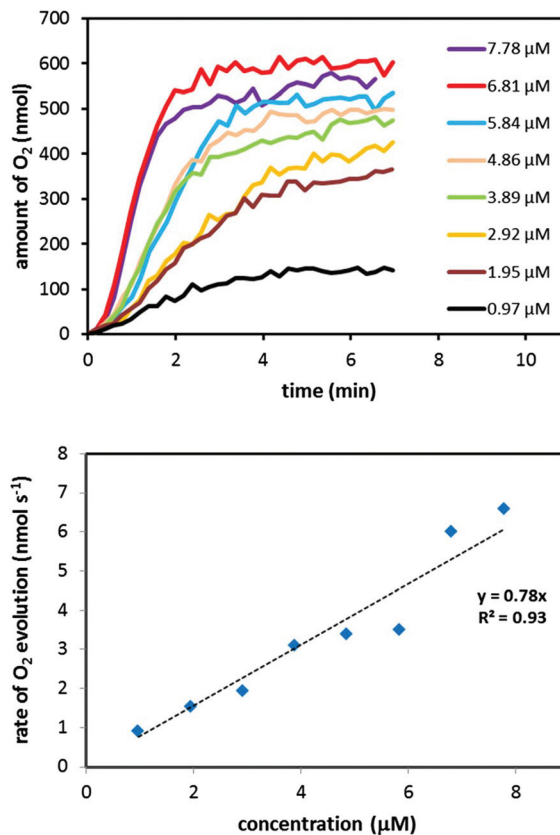 amount of O₂ (nmol)
700
600
500
400
300
200
100
0
7.78 µM
6.81 µM
5.84 µM
4.86 µM
3.89 µM
2.92 µM
1.95 µM
0.97 µM
0 2 4 6 8 10
time (min)
rate of O₂ evolution (nmol s⁻¹)
8
7
6
5
4
3
2
1
0
y = 0.78x
R² = 0.93
0 2 4 6 8
concentration (µM)